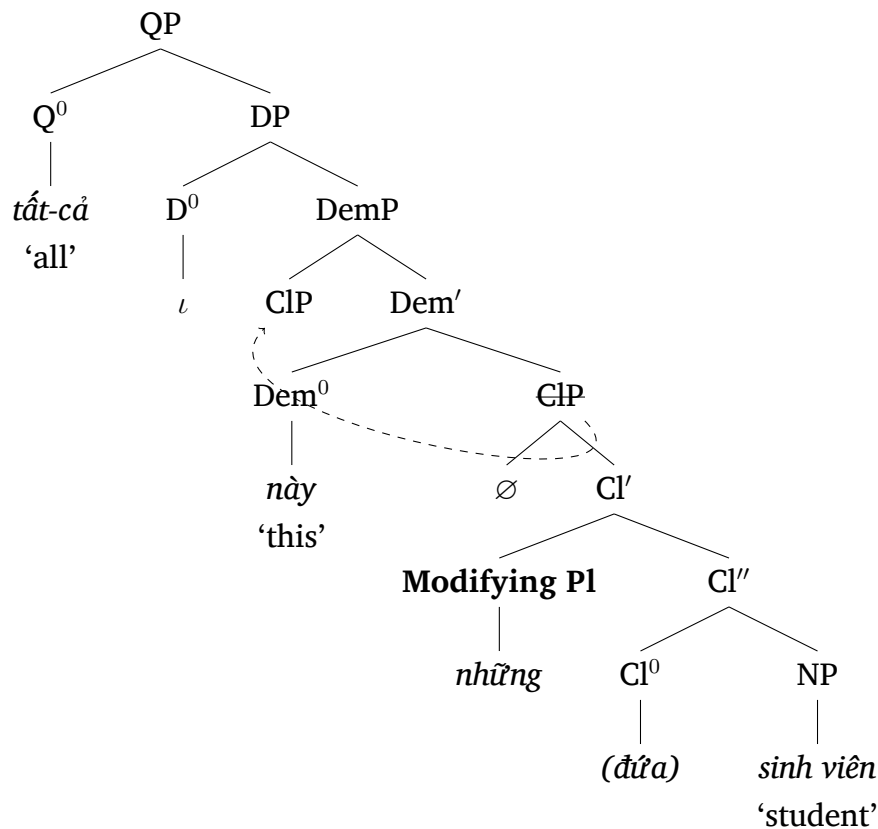 QP
Q⁰ DP
tất-cả D⁰ DemP
‘all’
ι ClP Dem′
Dem⁰ ClP
này ∅ Cl′
‘this’
Modifying Pl Cl′′
những Cl⁰ NP
(đứa) sinh viên
‘student’